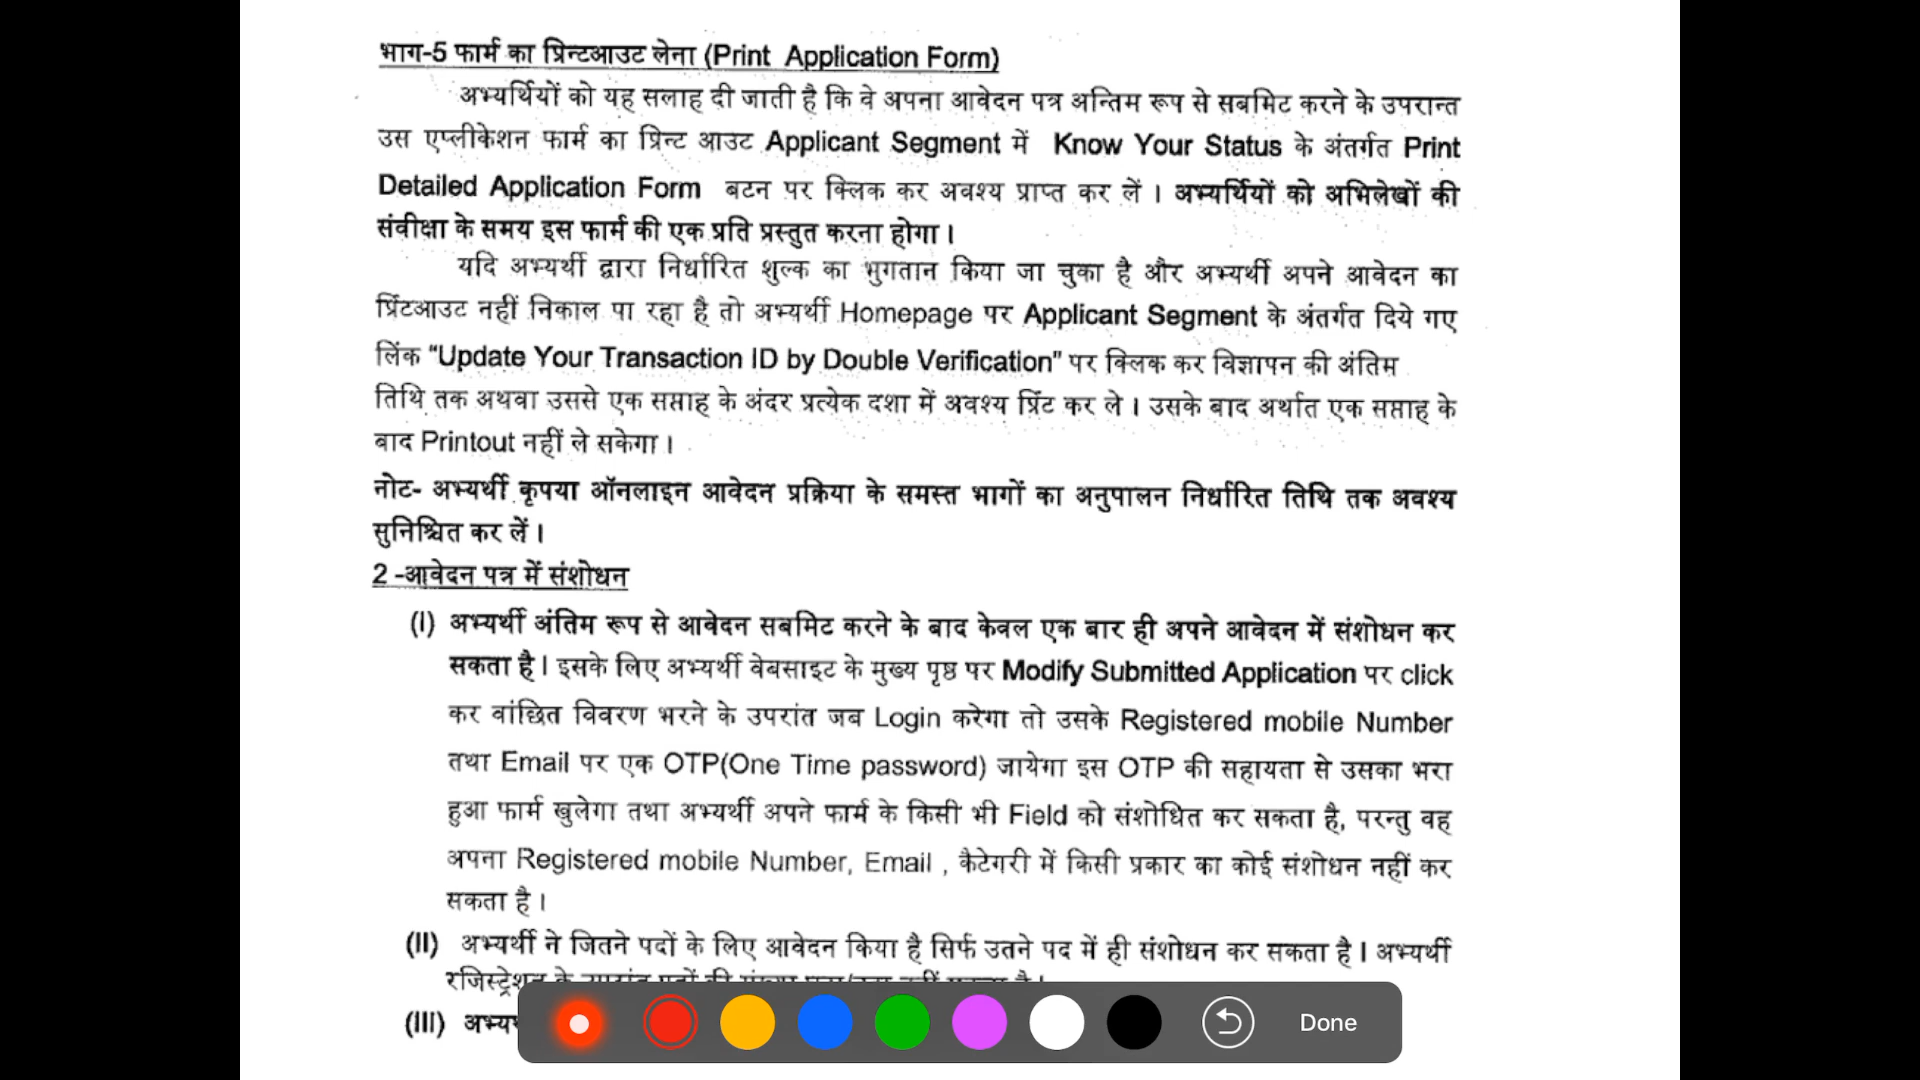 भाग-5 फार्म का प्रिन्टआउट लेना (Print Application Form)
अभ्यर्थियों को यह सलाह दी जाती है कि वे अपना आवेदन पत्र अन्तिम रूप से सबमिट करने के उपरान्त
उस एप्लीकेशन फार्म का प्रिन्ट आउट Applicant Segment में Know Your Status के अंतर्गत Print
Detailed Application Form बटन पर क्लिक कर अवश्य प्राप्त कर लें । अभ्यर्थियों को अभिलेखों की
संवीक्षा के समय इस फार्म की एक प्रति प्रस्तुत करना होगा ।
यदि अभ्यर्थी द्वारा निर्धारित शुल्क का भुगतान किया जा चुका है और अभ्यर्थी अपने आवेदन का
प्रिंटआउट नहीं निकाल पा रहा है तो अभ्यर्थी Homepage पर Applicant Segment के अंतर्गत दिये गए
लिंक “Update Your Transaction ID by Double Verification” पर क्लिक कर विज्ञापन की अंतिम
तिथि तक अथवा उससे एक सप्ताह के अंदर प्रत्येक दशा में अवश्य प्रिंट कर ले । उसके बाद अर्थात एक सप्ताह के
बाद Printout नहीं ले सकेगा ।
नोट- अभ्यर्थी कृपया ऑनलाइन आवेदन प्रक्रिया के समस्त भागों का अनुपालन निर्धारित तिथि तक अवश्य
सुनिश्चित कर लें ।
2 -आवेदन पत्र में संशोधन
(I) अभ्यर्थी अंतिम रूप से आवेदन सबमिट करने के बाद केवल एक बार ही अपने आवेदन में संशोधन कर
सकता है । इसके लिए अभ्यर्थी वेबसाइट के मुख्य पृष्ठ पर Modify Submitted Application पर click
कर वांछित विवरण भरने के उपरांत जब Login करेगा तो उसके Registered mobile Number
तथा Email पर एक OTP(One Time password) जायेगा इस OTP की सहायता से उसका भरा
हुआ फार्म खुलेगा तथा अभ्यर्थी अपने फार्म के किसी भी Field को संशोधित कर सकता है, परन्तु वह
अपना Registered mobile Number, Email , कैटेगरी में किसी प्रकार का कोई संशोधन नहीं कर
सकता है ।
(II) अभ्यर्थी ने जितने पदों के लिए आवेदन किया है सिर्फ उतने पद में ही संशोधन कर सकता है । अभ्यर्थी
(III)
Done